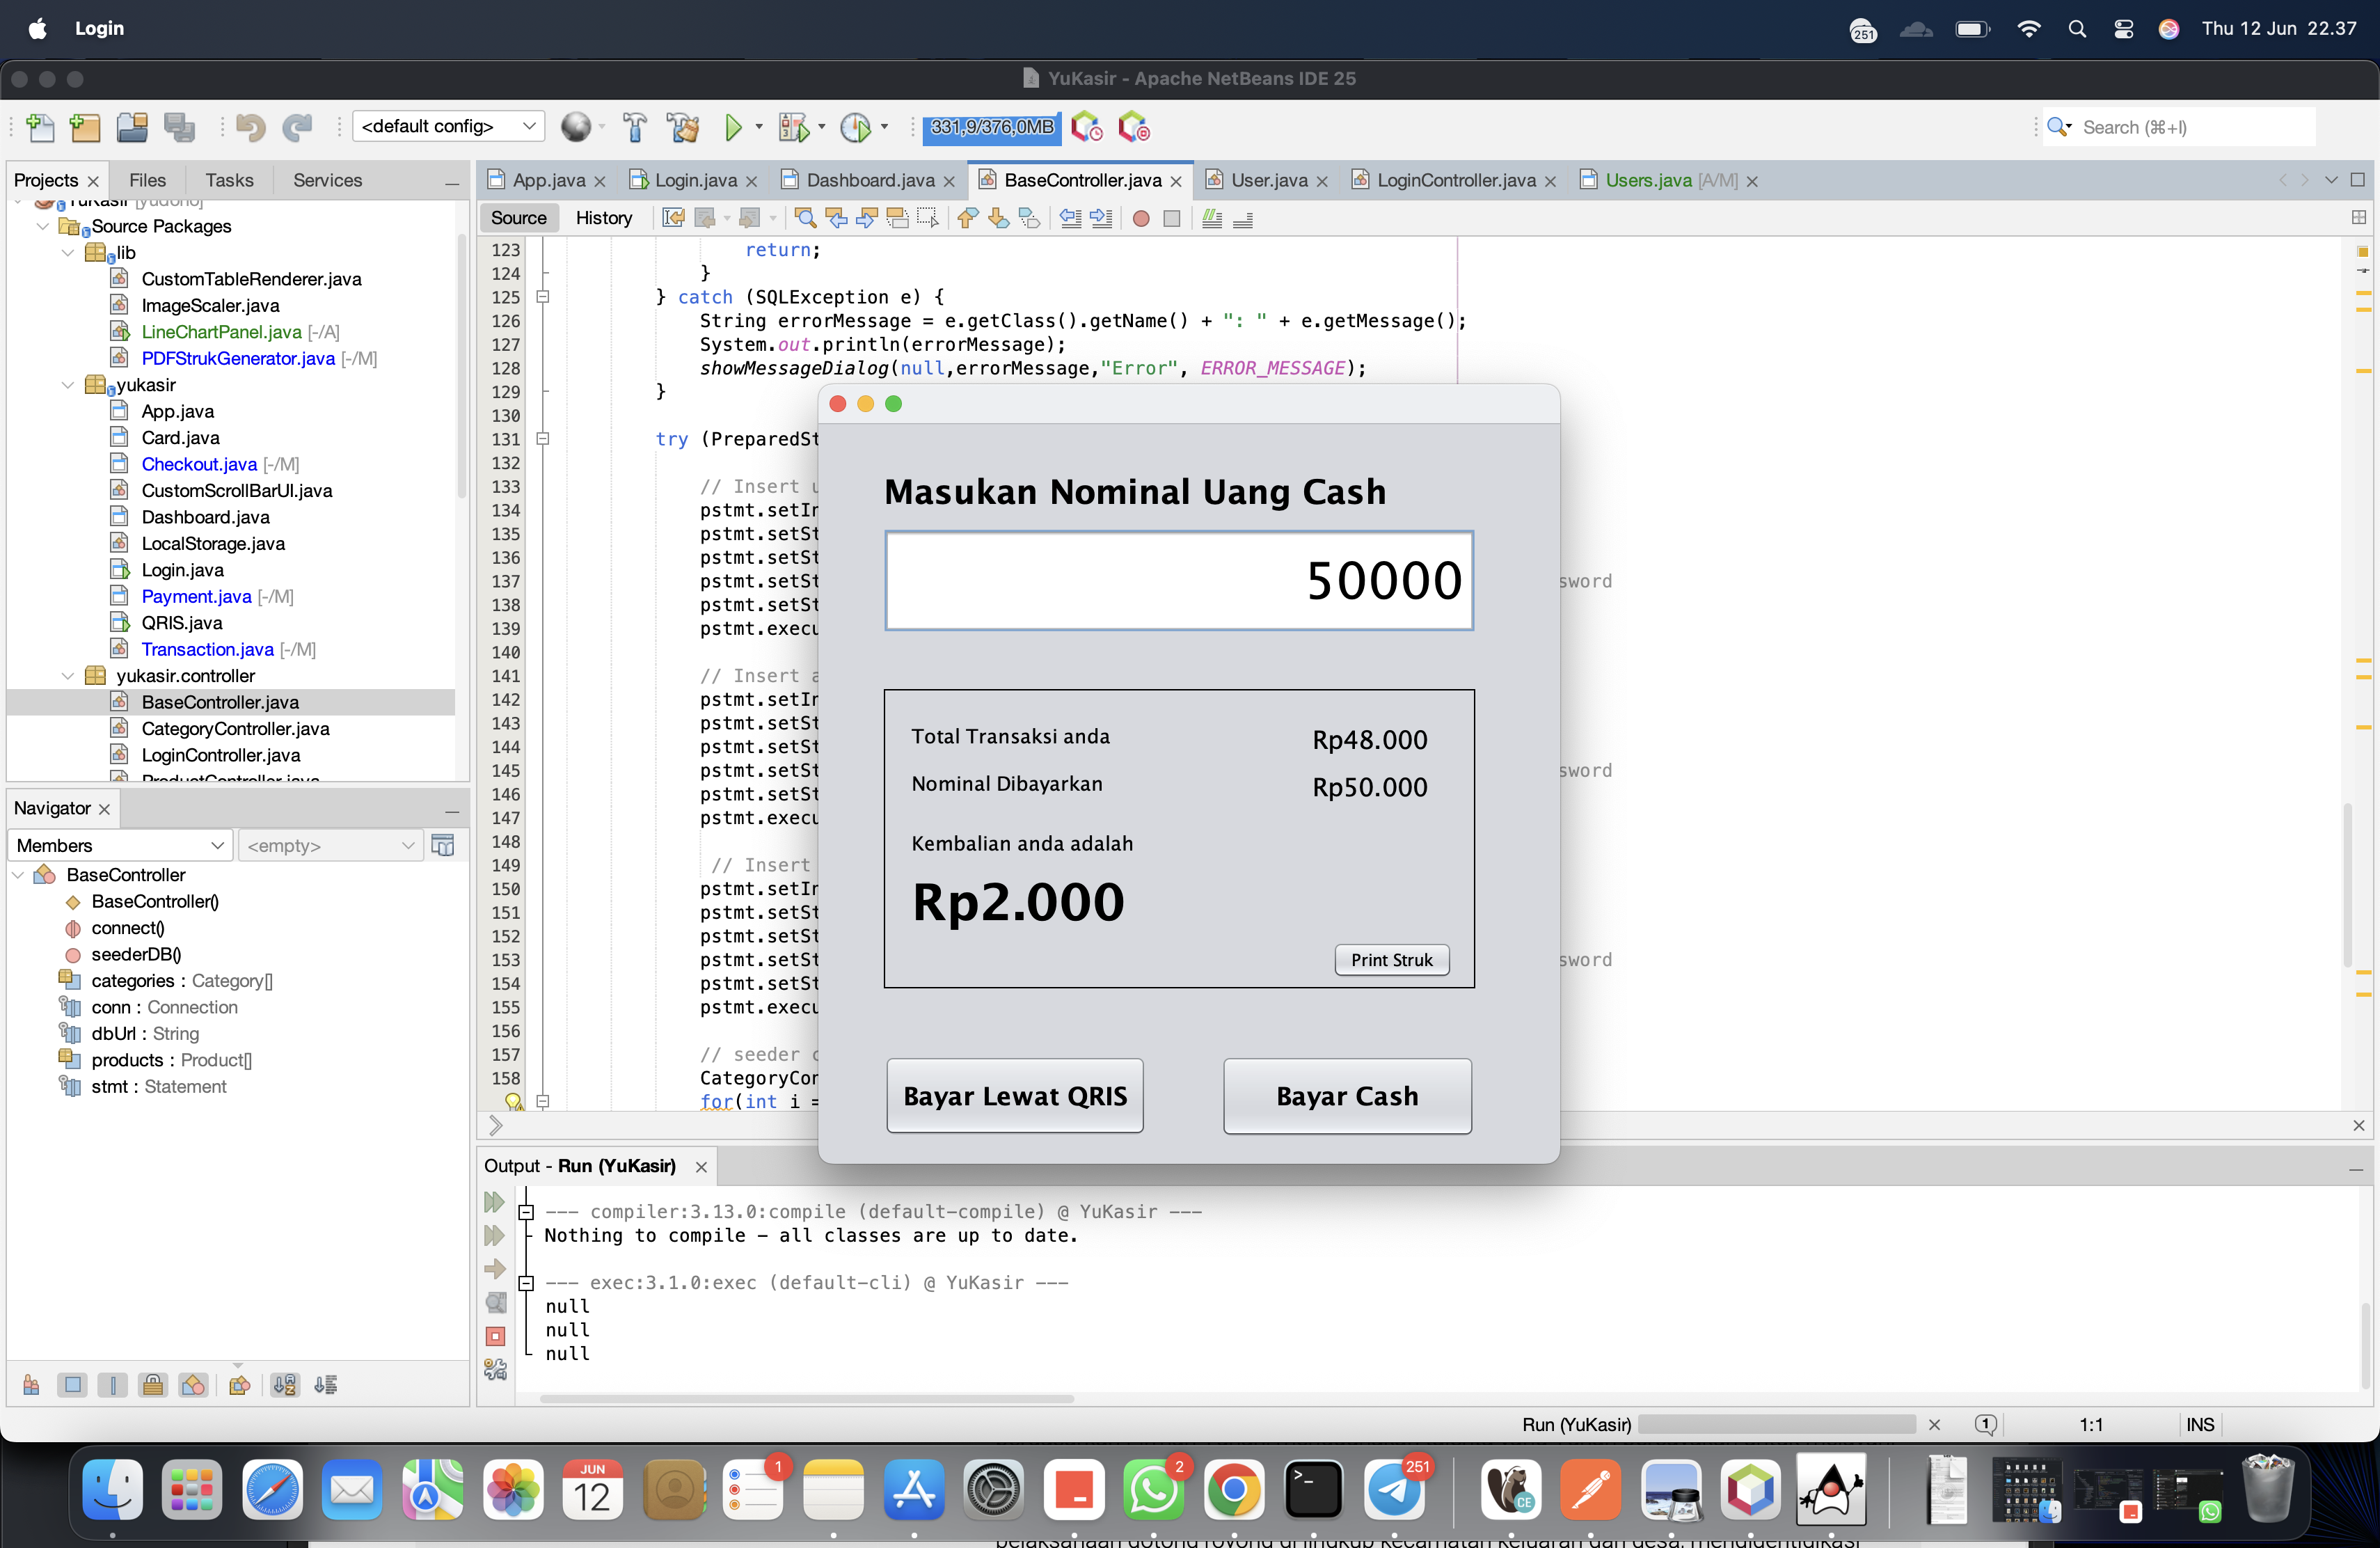 Login
251
Thu 12 Jun 22.37
YuKasir - Apache NetBeans IDE 25
<default config>
331,9/376,0MB
Search (⌘+I)
Projects
Files
Tasks
Services
Source Packages
lib
CustomTableRenderer.java
ImageScaler.java
LineChartPanel.java [-/A]
PDFStrukGenerator.java [-/M]
yukasir
App.java
Card.java
Checkout.java [-/M]
CustomScrollBarUI.java
Dashboard.java
LocalStorage.java
Login.java
Payment.java [-/M]
QRIS.java
Transaction.java [-/M]
yukasir.controller
BaseController.java
CategoryController.java
LoginController.java
ProductController.java
Navigator
Members
<empty>
BaseController
BaseController()
connect()
seederDB()
categories : Category[]
conn : Connection
dbUrl : String
products : Product[]
stmt : Statement
App.java
Login.java
Dashboard.java
BaseController.java
User.java
LoginController.java
Users.java [A/M]
Source
History
123 return;
124 }
125 } catch (SQLException e) {
126 String errorMessage = e.getClass().getName() + ": " + e.getMessage();
127 System.out.println(errorMessage);
128 showMessageDialog(null,errorMessage,"Error", ERROR_MESSAGE);
129 }
130
131 try (PreparedSt
132
133 // Insert u
134 pstmt.setIn
135 pstmt.setSt
136 pstmt.setSt
137 pstmt.setSt sword
138 pstmt.setSt
139 pstmt.execu
140
141 // Insert a
142 pstmt.setIn
143 pstmt.setSt
144 pstmt.setSt
145 pstmt.setSt sword
146 pstmt.setSt
147 pstmt.execu
148
149 // Insert
150 pstmt.setIn
151 pstmt.setSt
152 pstmt.setSt
153 pstmt.setSt sword
154 pstmt.setSt
155 pstmt.execu
156
157 // seeder c
158 CategoryCon
for(int i =
Masukan Nominal Uang Cash
50000
Total Transaksi anda Rp48.000
Nominal Dibayarkan Rp50.000
Kembalian anda adalah
Rp2.000
Print Struk
Bayar Lewat QRIS
Bayar Cash
Output - Run (YuKasir)
--- compiler:3.13.0:compile (default-compile) @ YuKasir ---
Nothing to compile - all classes are up to date.
--- exec:3.1.0:exec (default-cli) @ YuKasir ---
null
null
null
Run (YuKasir)
1
1:1
INS
JUN
12
1
2
251
CE